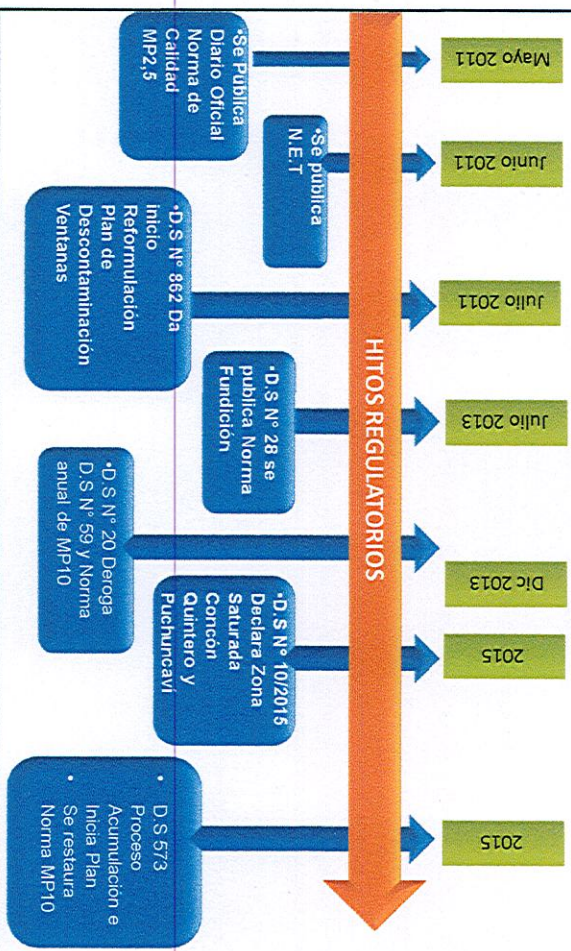 HITOS REGULATORIOS
Mayo 2011
•Se Publica
Diario Oficial
Norma de
Calidad
MP2,5
Junio 2011
•Se publica
N.E.T
Julio 2011
•D.S N° 862 Da
inicio
Reformulación
Plan de
Descontaminación
Ventanas
Julio 2013
•D.S N° 28 se
publica Norma
Fundición
Dic 2013
•D.S N° 20 Deroga
D.S N° 59 y Norma
anual de MP10
2015
•D.S N° 10/2015
Declara Zona
Saturada
Concón
Quintero y
Puchuncaví
2015
• D.S 573
Proceso
Acumulación e
Inicia Plan
• Se restaura
Norma MP10